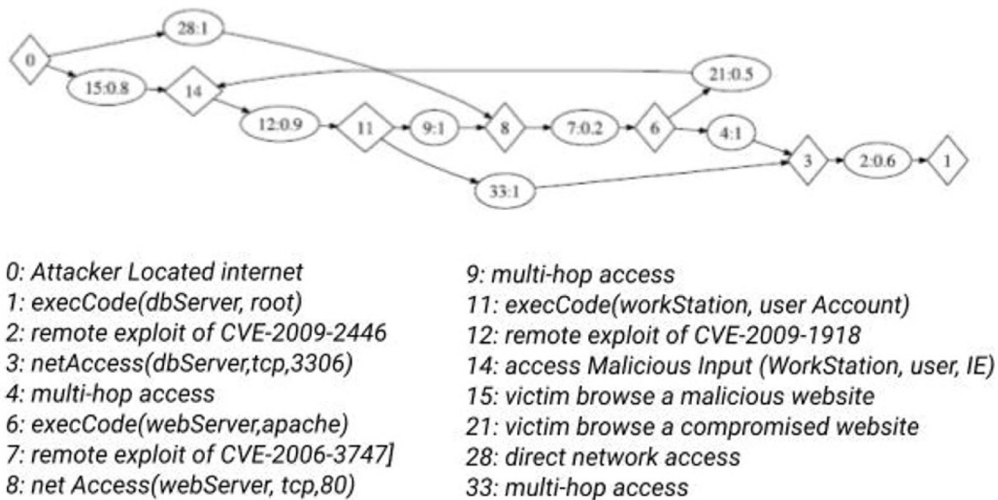 28:1
0
21:0.5
15:0.8
14
12:0.9
11
9:1
8
7:0.2
6
4:1
3
2:0.6
1
33:1
0: Attacker Located internet
1: execCode(dbServer, root)
2: remote exploit of CVE-2009-2446
3: netAccess(dbServer,tcp,3306)
4: multi-hop access
6: execCode(webServer,apache)
7: remote exploit of CVE-2006-3747]
8: net Access(webServer, tcp,80)
9: multi-hop access
11: execCode(workStation, user Account)
12: remote exploit of CVE-2009-1918
14: access Malicious Input (WorkStation, user, IE)
15: victim browse a malicious website
21: victim browse a compromised website
28: direct network access
33: multi-hop access